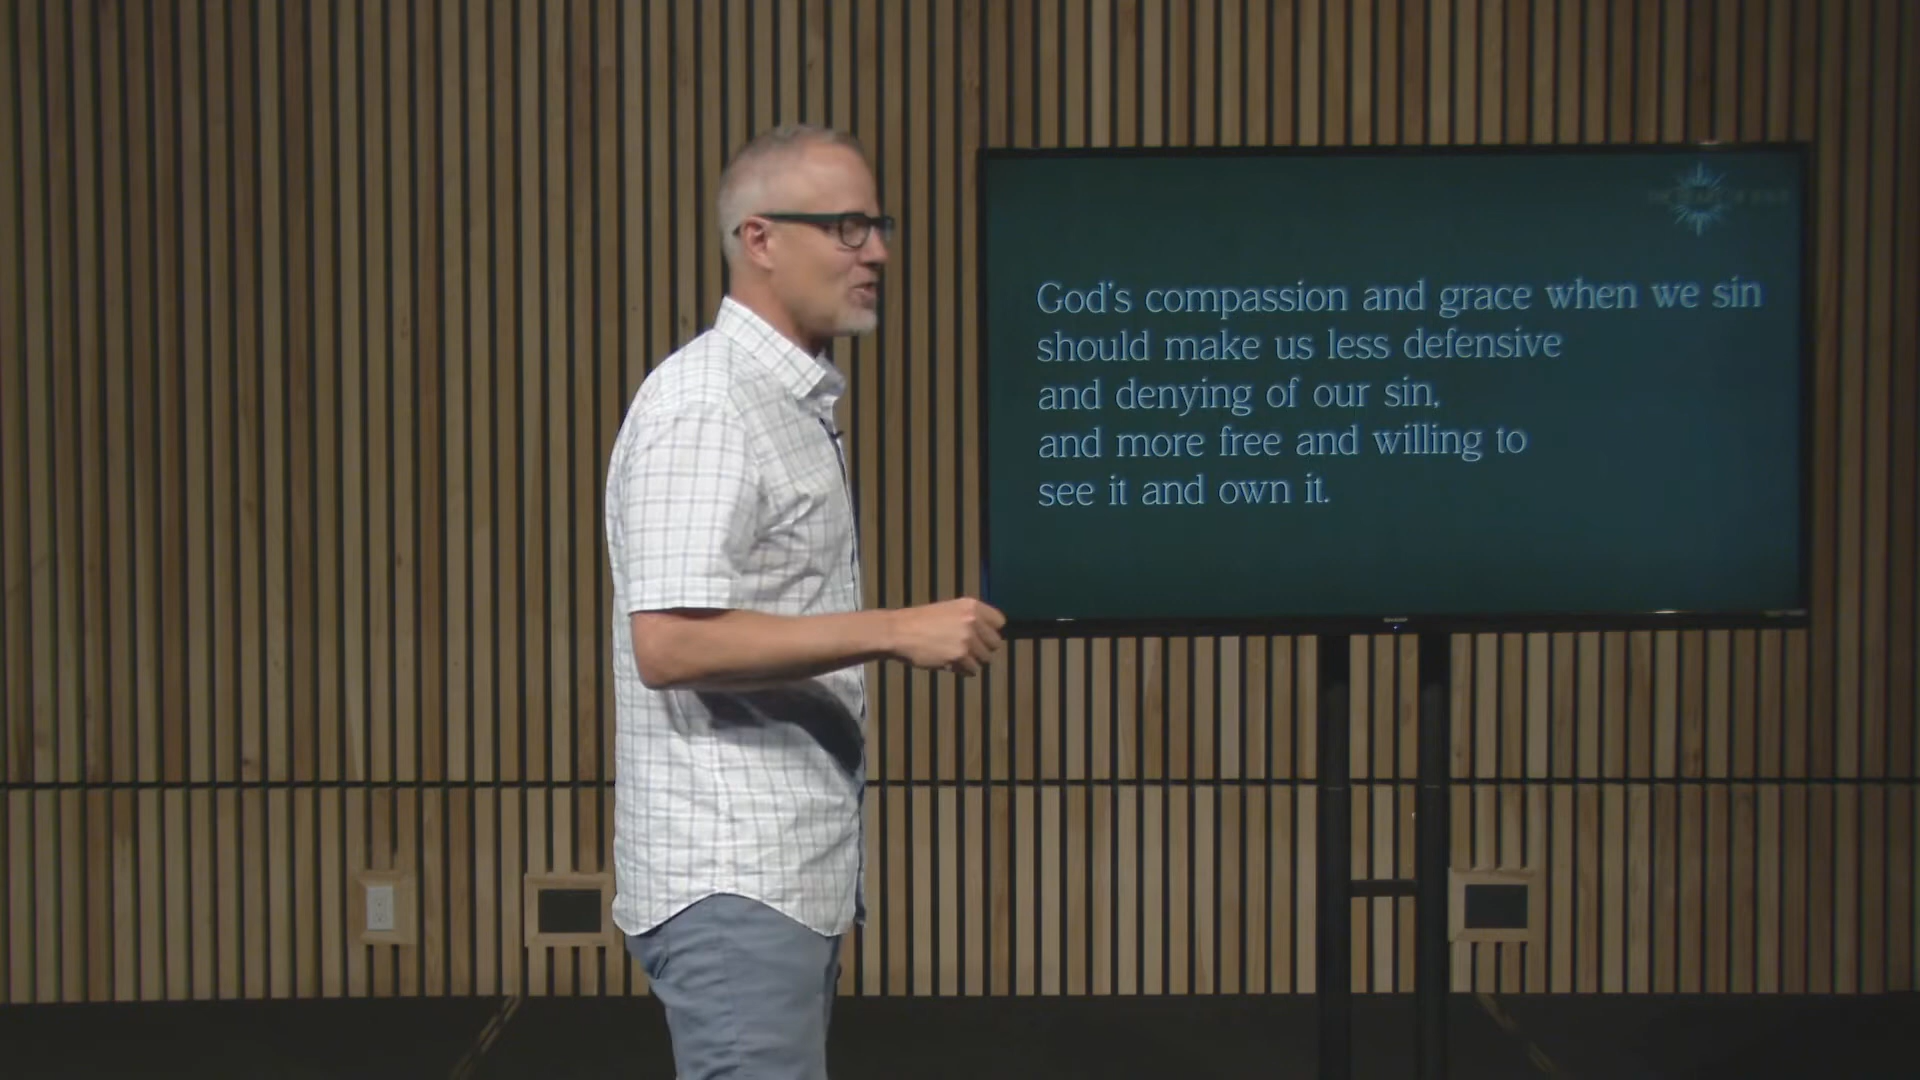 God's compassion and grace when we sin
should make us less defensive
and denying of our sin,
and more free and willing to
see it and own it.